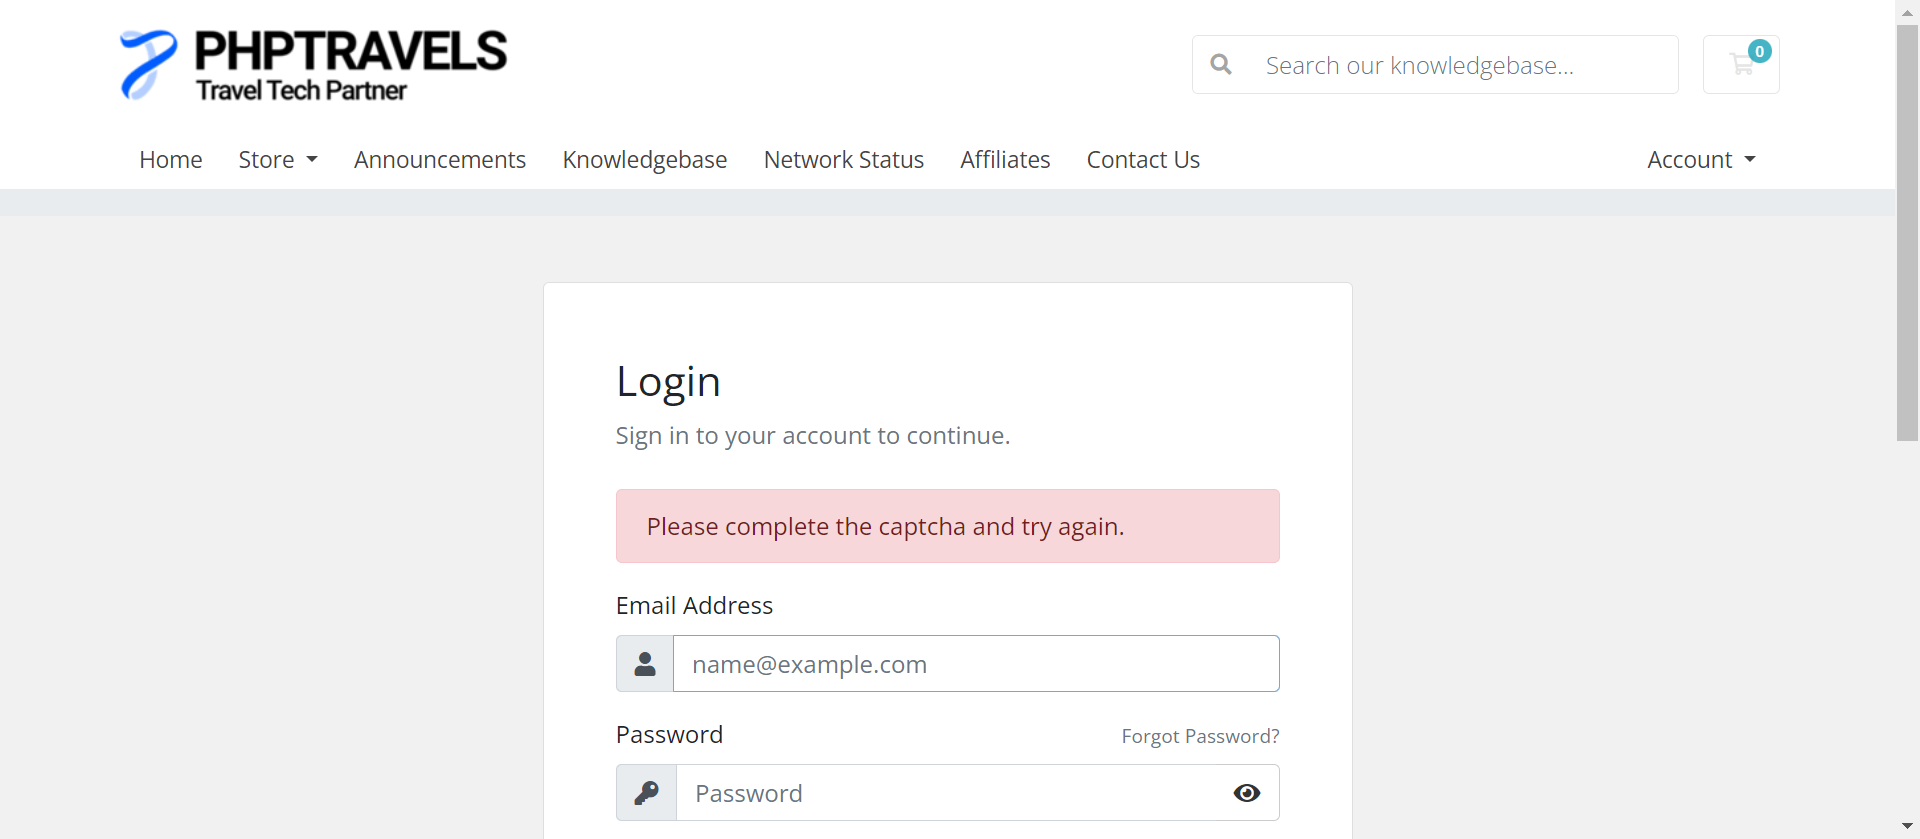 PHPTRAVELS
Travel Tech Partner
Search our knowledgebase...
0
Home Store Announcements Knowledgebase Network Status Affiliates Contact Us Account
Login
Sign in to your account to continue.
Please complete the captcha and try again.
Email Address
name@example.com
Password Forgot Password?
Password